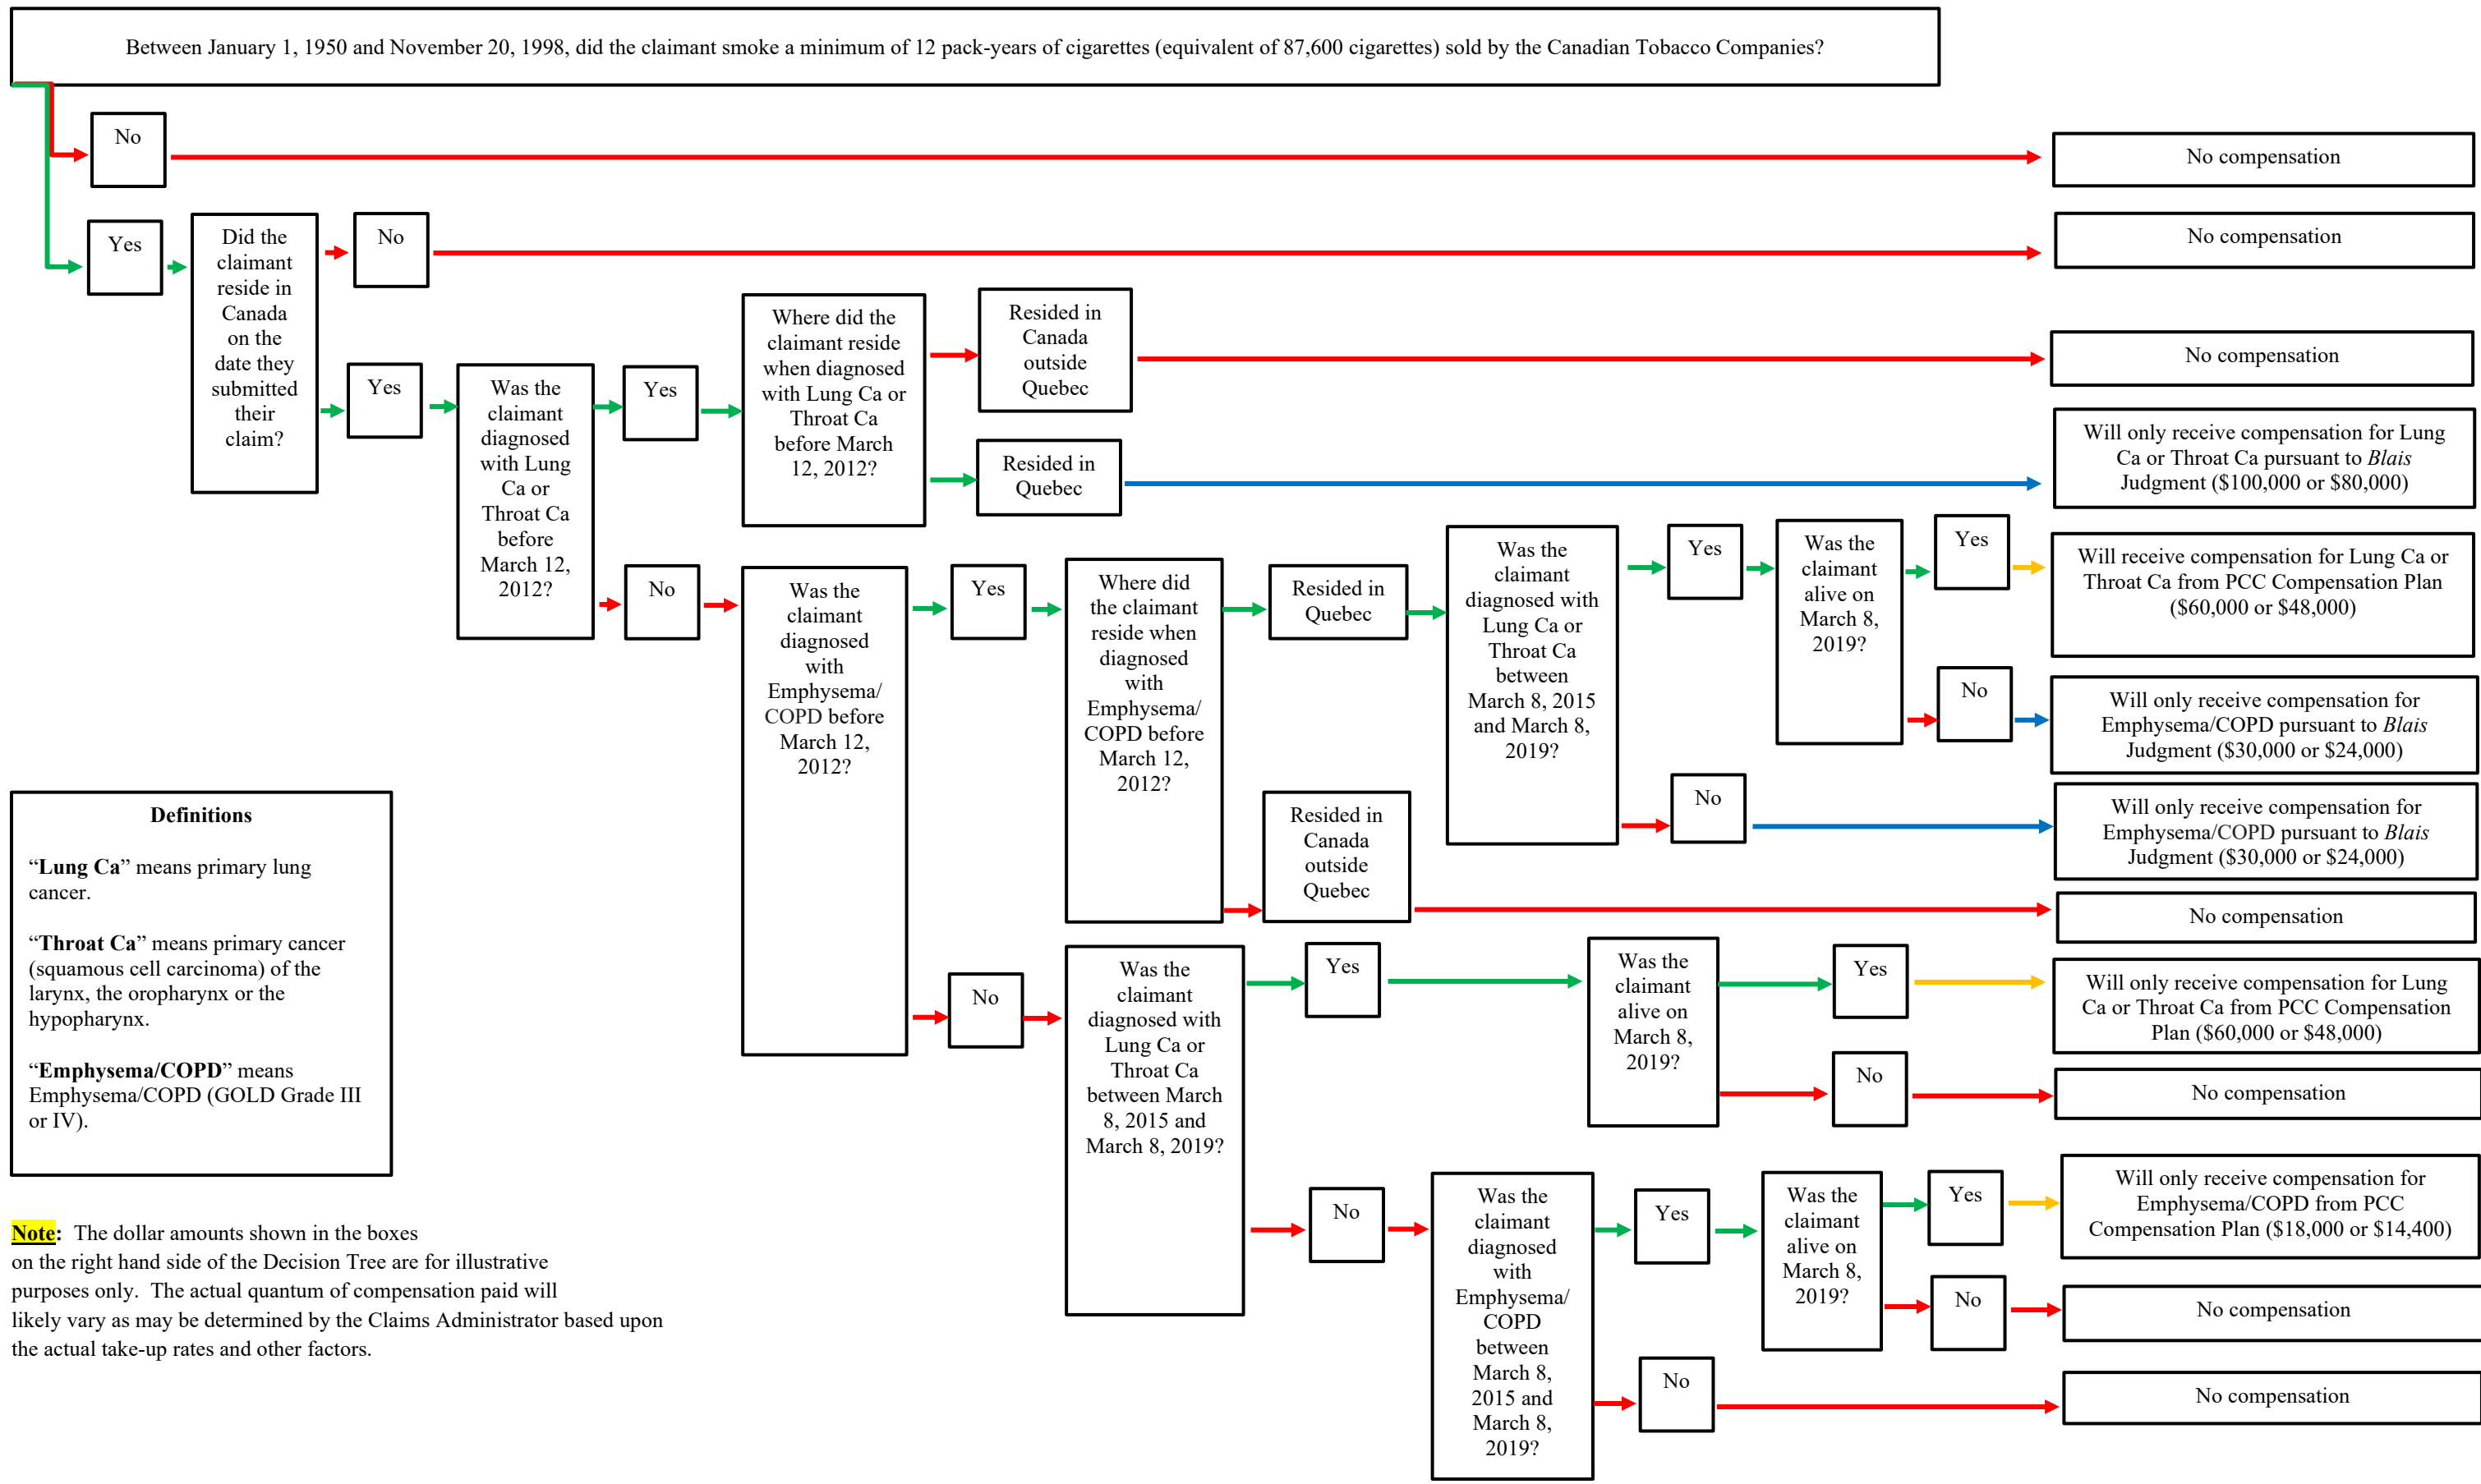 Between January 1, 1950 and November 20, 1998, did the claimant smoke a minimum of 12 pack-years of cigarettes (equivalent of 87,600 cigarettes) sold by the Canadian Tobacco Companies?
No
No compensation
Yes
Did the
claimant
reside in
Canada
on the
date they
submitted
their
claim?
No
No compensation
Yes
Was the
claimant
diagnosed
with Lung
Ca or
Throat Ca
before
March 12,
2012?
Yes
Where did the
claimant reside
when diagnosed
with Lung Ca or
Throat Ca
before March
12, 2012?
Resided in
Canada
outside
Quebec
No compensation
Resided in
Quebec
Will only receive compensation for Lung
Ca or Throat Ca pursuant to Blais
Judgment ($100,000 or $80,000)
No
Was the
claimant
diagnosed
with
Emphysema/
COPD before
March 12,
2012?
Yes
Where did
the claimant
reside when
diagnosed
with
Emphysema/
COPD before
March 12,
2012?
Resided in
Quebec
Was the
claimant
diagnosed with
Lung Ca or
Throat Ca
between
March 8, 2015
and March 8,
2019?
Yes
Was the
claimant
alive on
March 8,
2019?
Yes
Will receive compensation for Lung Ca or
Throat Ca from PCC Compensation Plan
($60,000 or $48,000)
No
Will only receive compensation for
Emphysema/COPD pursuant to Blais
Judgment ($30,000 or $24,000)
No
Will only receive compensation for
Emphysema/COPD pursuant to Blais
Judgment ($30,000 or $24,000)
Resided in
Canada
outside
Quebec
No compensation
No
Was the
claimant
diagnosed with
Lung Ca or
Throat Ca
between March
8, 2015 and
March 8, 2019?
Yes
Was the
claimant
alive on
March 8,
2019?
Yes
Will only receive compensation for Lung
Ca or Throat Ca from PCC Compensation
Plan ($60,000 or $48,000)
No
No compensation
No
Was the
claimant
diagnosed
with
Emphysema/
COPD
between
March 8,
2015 and
March 8,
2019?
Yes
Was the
claimant
alive on
March 8,
2019?
Yes
Will only receive compensation for
Emphysema/COPD from PCC
Compensation Plan ($18,000 or $14,400)
No
No compensation
No
No compensation
Definitions
“Lung Ca” means primary lung
cancer.
“Throat Ca” means primary cancer
(squamous cell carcinoma) of the
larynx, the oropharynx or the
hypopharynx.
“Emphysema/COPD” means
Emphysema/COPD (GOLD Grade III
or IV).
Note: The dollar amounts shown in the boxes
on the right hand side of the Decision Tree are for illustrative
purposes only. The actual quantum of compensation paid will
likely vary as may be determined by the Claims Administrator based upon
the actual take-up rates and other factors.